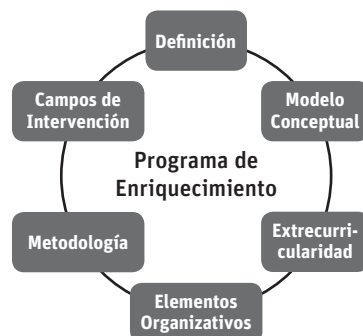 Definición
Campos de
Intervención
Modelo
Conceptual
Programa de
Enriquecimiento
Metodología
Extrecurri-
cularidad
Elementos
Organizativos